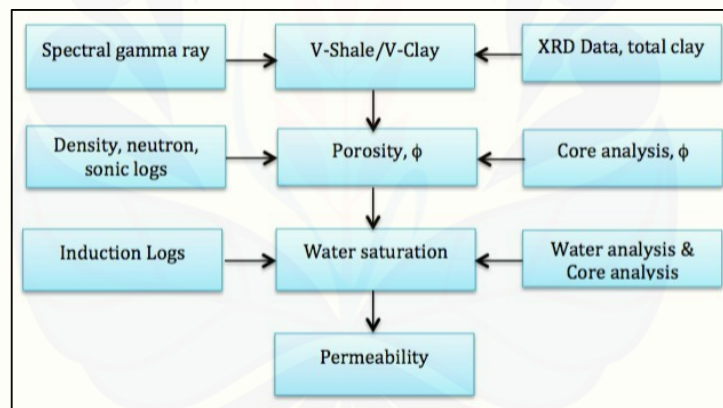 Spectral gamma ray
V-Shale/V-Clay
XRD Data, total clay
Density, neutron,
sonic logs
Porosity, ϕ
Core analysis, ϕ
Induction Logs
Water saturation
Water analysis &
Core analysis
Permeability